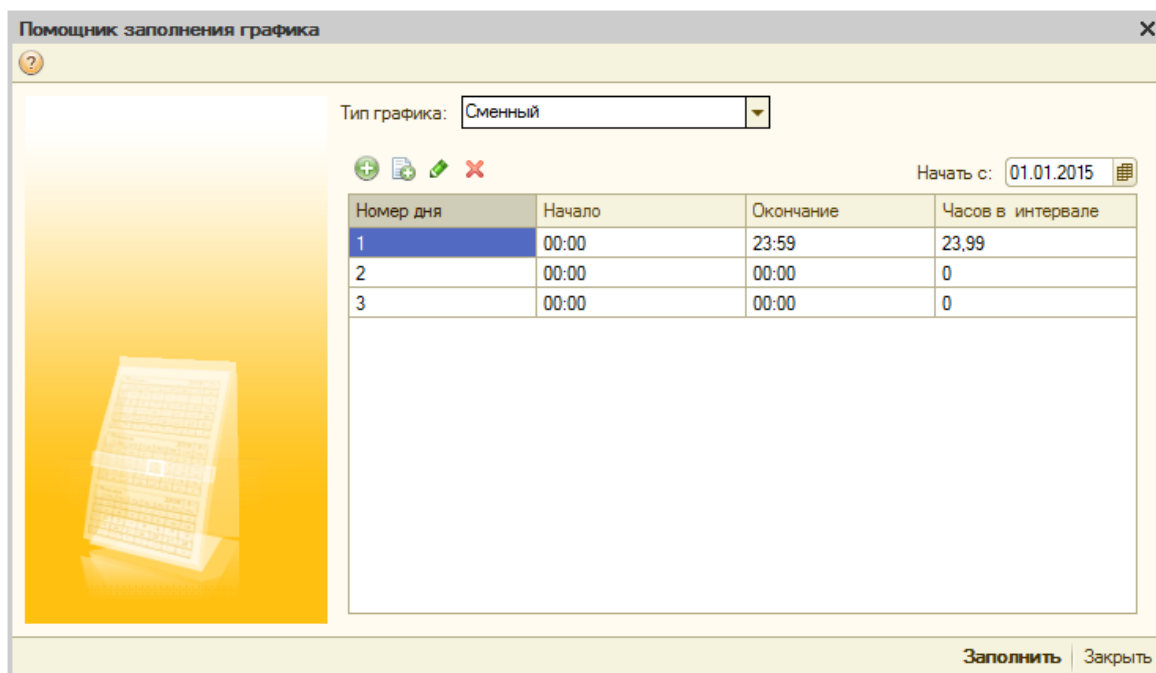 Помощник заполнения графика
?
Тип графика: Сменный
Начать с: 01.01.2015
Номер дня Начало Окончание Часов в интервале
1 00:00 23:59 23,99
2 00:00 00:00 0
3 00:00 00:00 0
Заполнить Закрыть